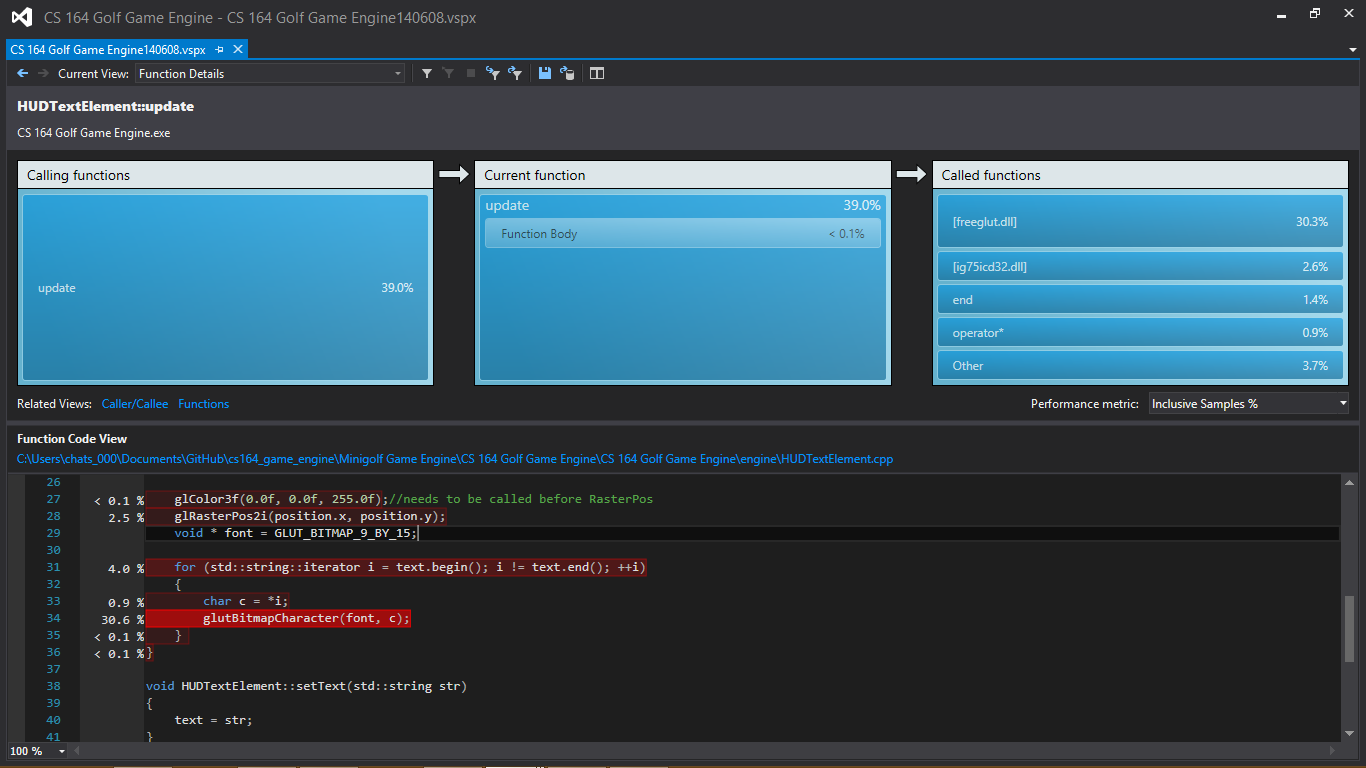 CS 164 Golf Game Engine - CS 164 Golf Game Engine140608.vspx
CS 164 Golf Game Engine140608.vspx
Current View: Function Details
HUDTextElement::update
CS 164 Golf Game Engine.exe
Calling functions
update 39.0%
Current function
update 39.0%
Function Body < 0.1%
Called functions
[freeglut.dll] 30.3%
[ig75icd32.dll] 2.6%
end 1.4%
operator* 0.9%
Other 3.7%
Related Views: Caller/Callee Functions
Performance metric: Inclusive Samples %
Function Code View
C:\Users\chats_000\Documents\GitHub\cs164_game_engine\Minigolf Game Engine\CS 164 Golf Game Engine\CS 164 Golf Game Engine\engine\HUDTextElement.cpp
26
27 < 0.1 % glColor3f(0.0f, 0.0f, 255.0f);//needs to be called before RasterPos
28 2.5 % glRasterPos2i(position.x, position.y);
29 void * font = GLUT_BITMAP_9_BY_15;
30
31 4.0 % for (std::string::iterator i = text.begin(); i != text.end(); ++i)
32 {
33 0.9 % char c = *i;
34 30.6 % glutBitmapCharacter(font, c);
35 < 0.1 % }
36 < 0.1 % }
37
38 void HUDTextElement::setText(std::string str)
39 {
40 text = str;
41 }
100 %